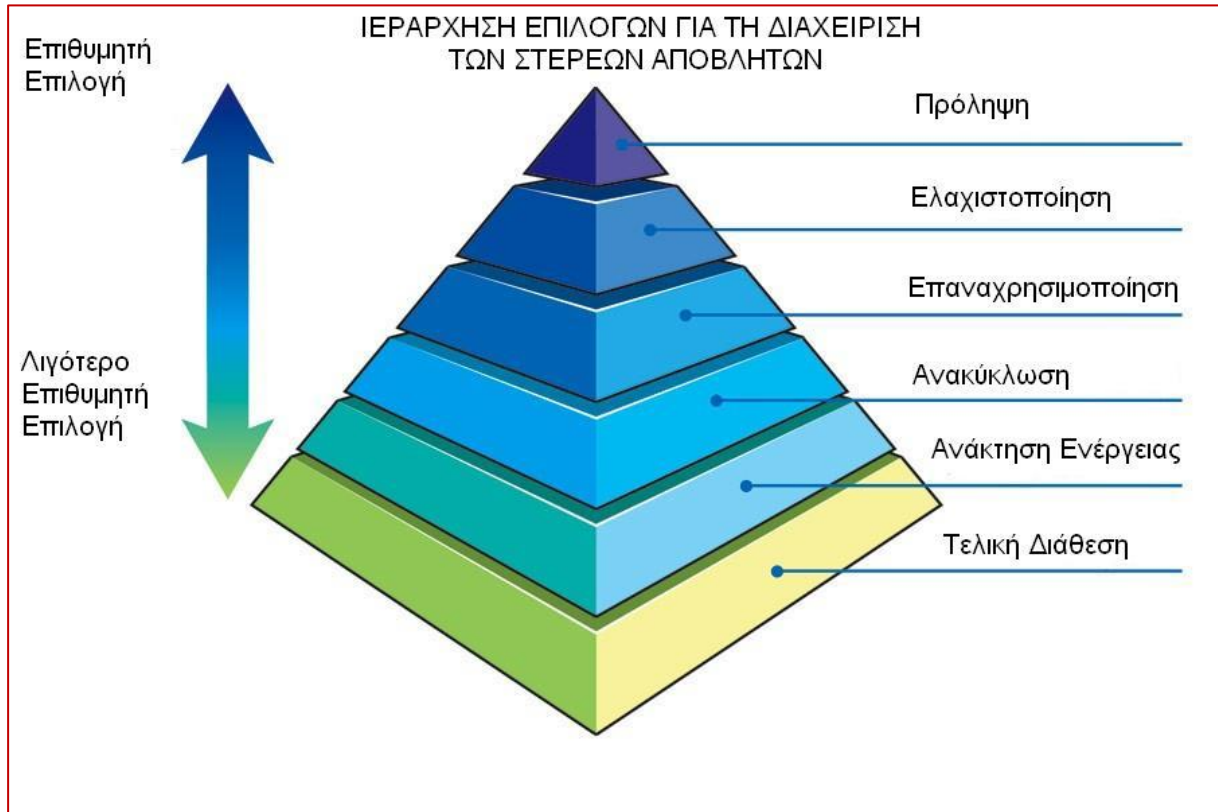 ΙΕΡΑΡΧΗΣΗ ΕΠΙΛΟΓΩΝ ΓΙΑ ΤΗ ΔΙΑΧΕΙΡΙΣΗ
ΤΩΝ ΣΤΕΡΕΩΝ ΑΠΟΒΛΗΤΩΝ
Επιθυμητή
Επιλογή
Πρόληψη
Ελαχιστοποίηση
Επαναχρησιμοποίηση
Λιγότερο
Επιθυμητή
Επιλογή
Ανακύκλωση
Ανάκτηση Ενέργειας
Τελική Διάθεση